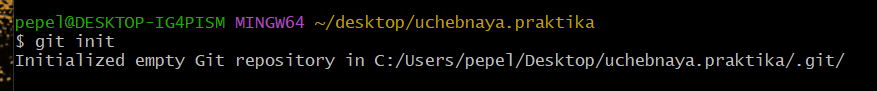 pepel@DESKTOP-IG4PISM MINGW64 ~/desktop/uchebnaya.praktika
$ git init
Initialized empty Git repository in C:/Users/pepel/Desktop/uchebnaya.praktika/.git/